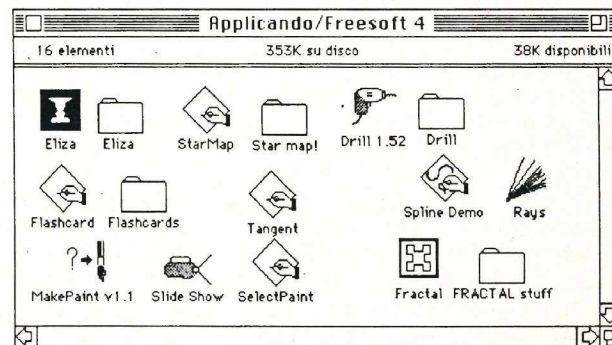 Applicando/Freesoft 4
16 elementi 353K su disco 38K disponibili
Eliza Eliza StarMap Star map! Drill 1.52 Drill
Flashcard Flashcards Tangent Spline Demo Rays
MakePaint v1.1 Slide Show SelectPaint Fractal FRACTAL stuff